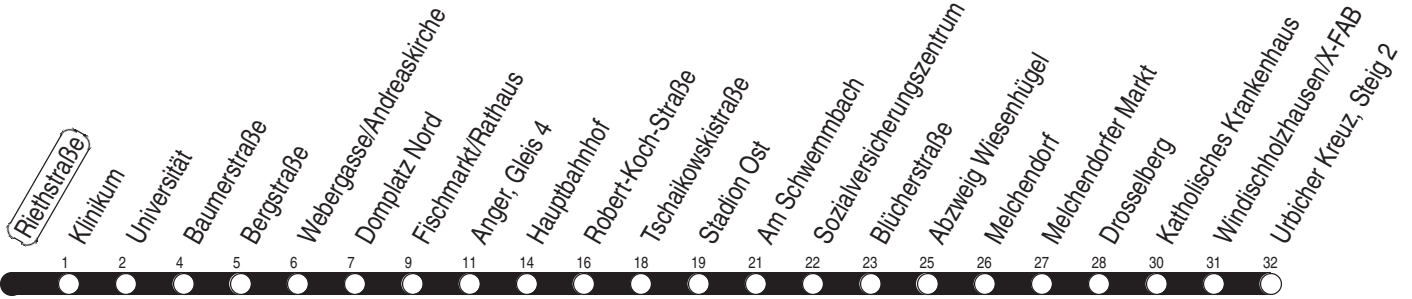 Riethstraße
Klinikum
Universität
Baumerstraße
Bergstraße
Webergasse/Andreaskirche
Domplatz Nord
Fischmarkt/Rathaus
Anger, Gleis 4
Hauptbahnhof
Robert-Koch-Straße
Tschaikowskistraße
Stadion Ost
Am Schwemmbach
Sozialversicherungszentrum
Blücherstraße
Abzweig Wiesenhügel
Melchendorf
Melchendorfer Markt
Drosselberg
Katholisches Krankenhaus
Windischholzhausen/X-FAB
Urbicher Kreuz, Steig 2
1 2 4 5 6 7 9 11 14 16 18 19 21 22 23 25 26 27 28 30 31 32